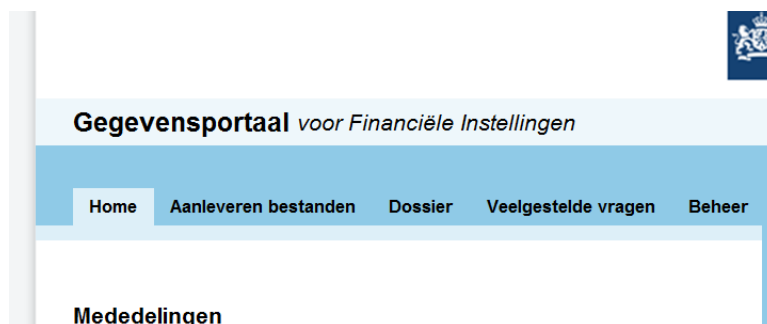 Gegevensportaal voor Financiële Instellingen
Home Aanleveren bestanden Dossier Veelgestelde vragen Beheer
Mededelingen